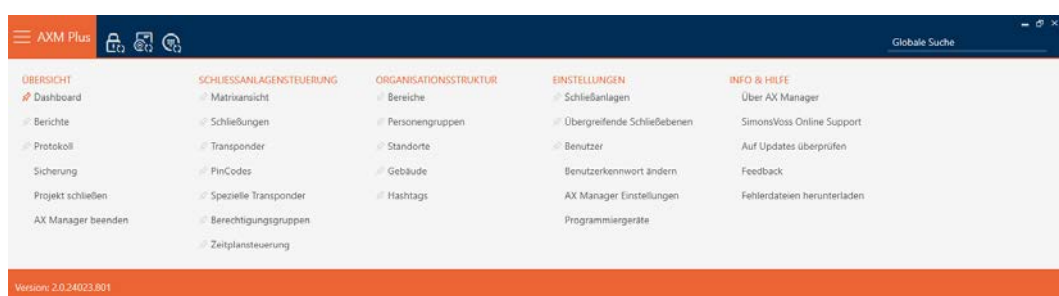 AXM Plus
Globale Suche
ÜBERSICHT
Dashboard
Berichte
Protokoll
Sicherung
Projekt schließen
AX Manager beenden
SCHLIESSANLAGENSTEUERUNG
Matrixansicht
Schließungen
Transponder
PinCodes
Spezielle Transponder
Berechtigungsgruppen
Zeitplansteuerung
ORGANISATIONSSTRUKTUR
Bereiche
Personengruppen
Standorte
Gebäude
Hashtags
EINSTELLUNGEN
Schließanlagen
Übergreifende Schließebenen
Benutzer
Benutzerkennwort ändern
AX Manager Einstellungen
Programmiergeräte
INFO & HILFE
Über AX Manager
SimonsVoss Online Support
Auf Updates überprüfen
Feedback
Fehlerdateien herunterladen
Version: 2.0.24023.801